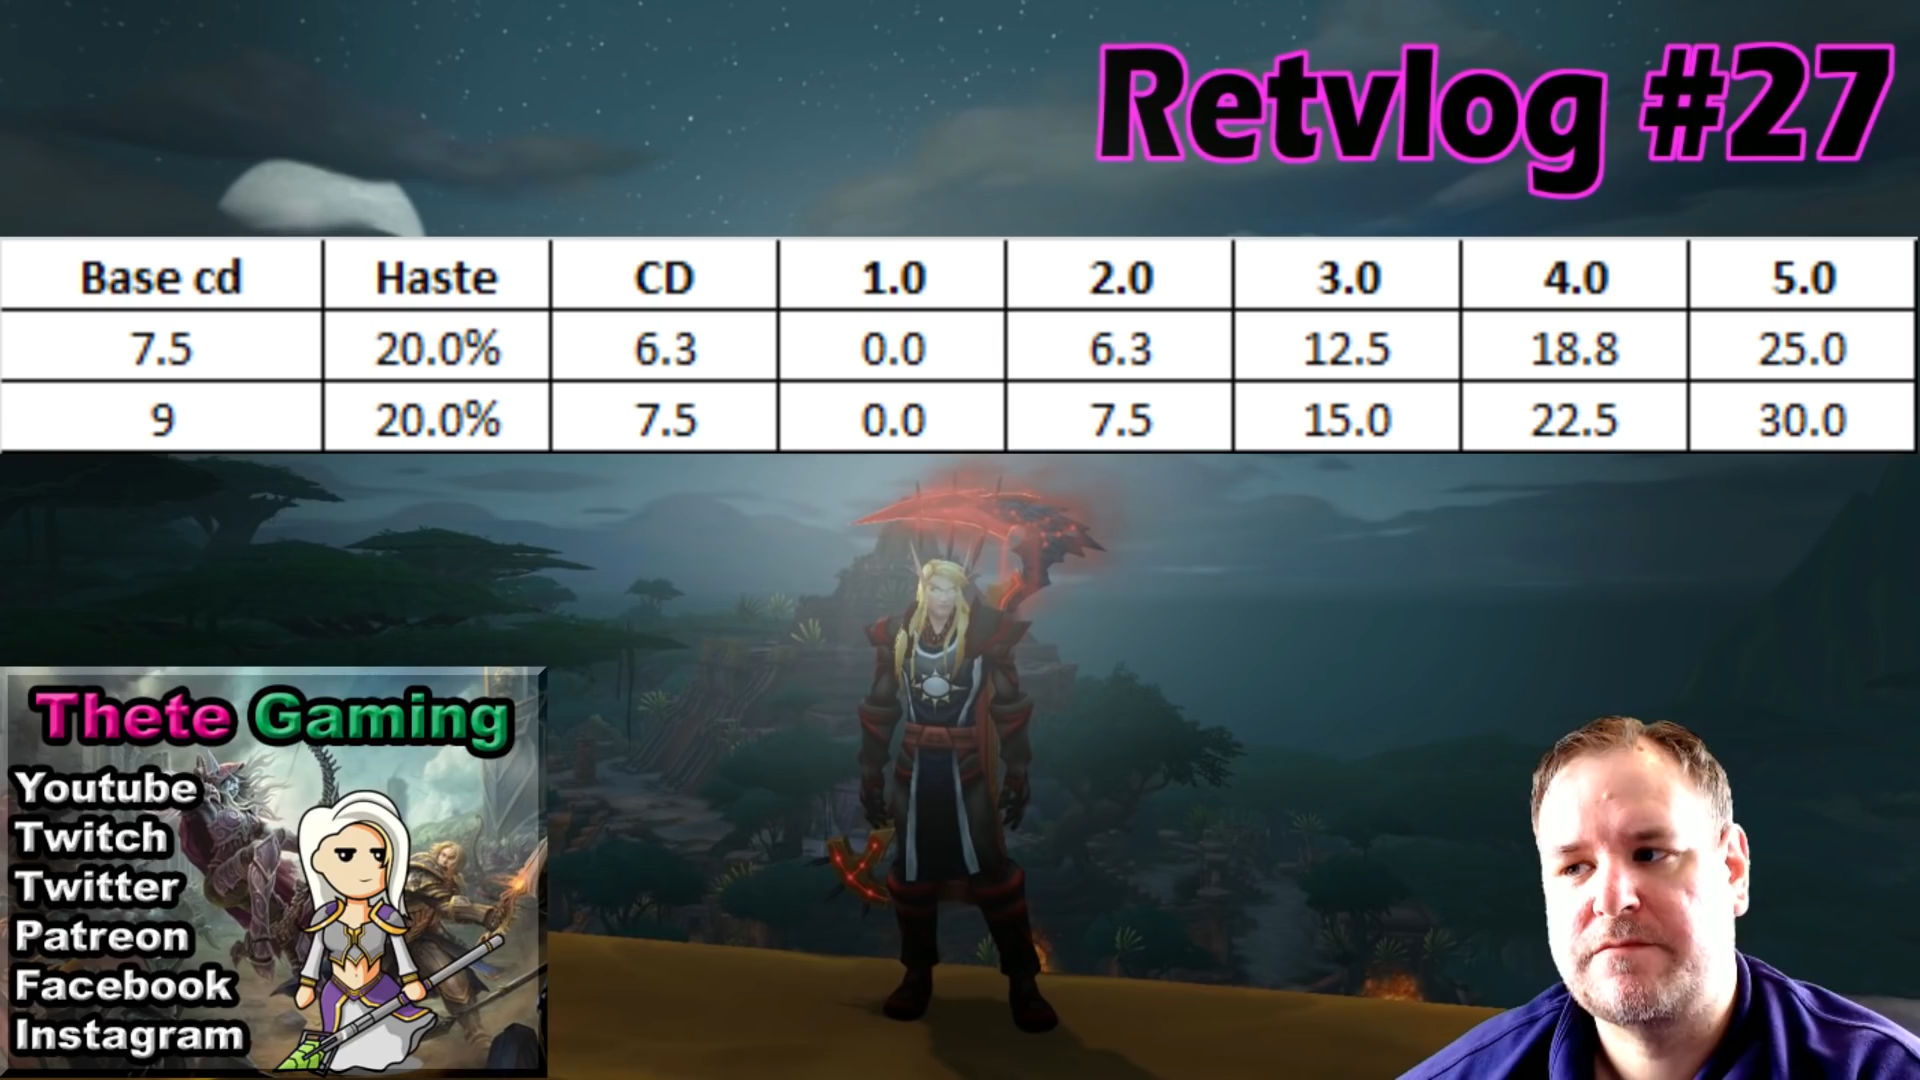 Retvlog #27
Base cd Haste CD 1.0 2.0 3.0 4.0 5.0
7.5 20.0% 6.3 0.0 6.3 12.5 18.8 25.0
9 20.0% 7.5 0.0 7.5 15.0 22.5 30.0
Thete Gaming
Youtube
Twitch
Twitter
Patreon
Facebook
Instagram